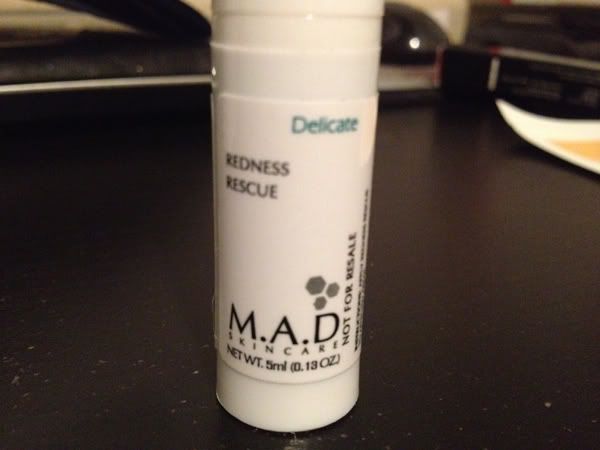 Delicate
REDNESS
RESCUE
M.A.D
SKINCARE
NET WT. 5ml (0.13 OZ.)
NOT FOR RESALE